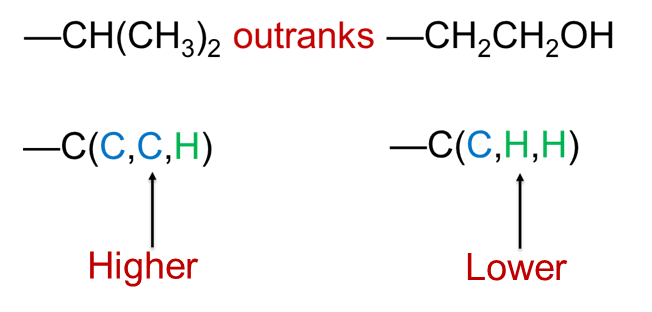 —CH(CH₃)₂ outranks —CH₂CH₂OH
—C(C,C,H) —C(C,H,H)
Higher Lower